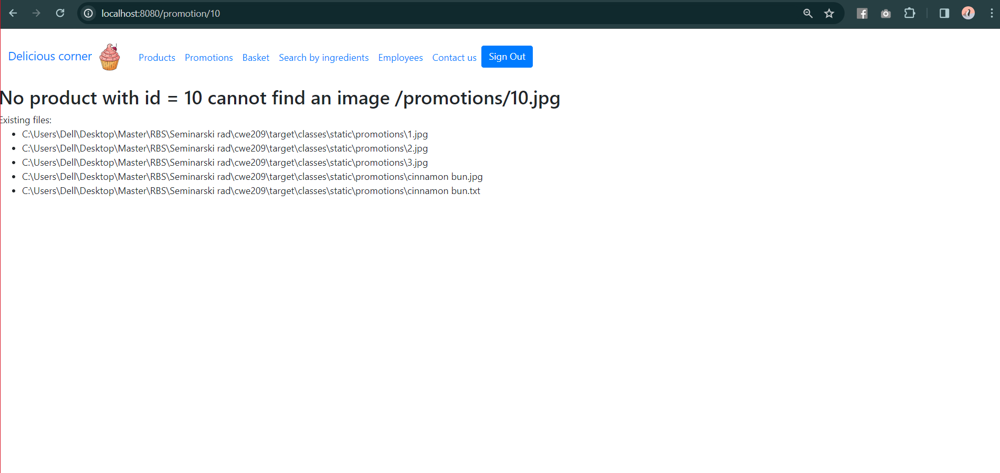 localhost:8080/promotion/10
Delicious corner Products Promotions Basket Search by ingredients Employees Contact us Sign Out
No product with id = 10 cannot find an image /promotions/10.jpg
Existing files:
• C:\Users\Dell\Desktop\Master\RBS\Seminarski rad\cwe209\target\classes\static\promotions\1.jpg
• C:\Users\Dell\Desktop\Master\RBS\Seminarski rad\cwe209\target\classes\static\promotions\2.jpg
• C:\Users\Dell\Desktop\Master\RBS\Seminarski rad\cwe209\target\classes\static\promotions\3.jpg
• C:\Users\Dell\Desktop\Master\RBS\Seminarski rad\cwe209\target\classes\static\promotions\cinnamon bun.jpg
• C:\Users\Dell\Desktop\Master\RBS\Seminarski rad\cwe209\target\classes\static\promotions\cinnamon bun.txt